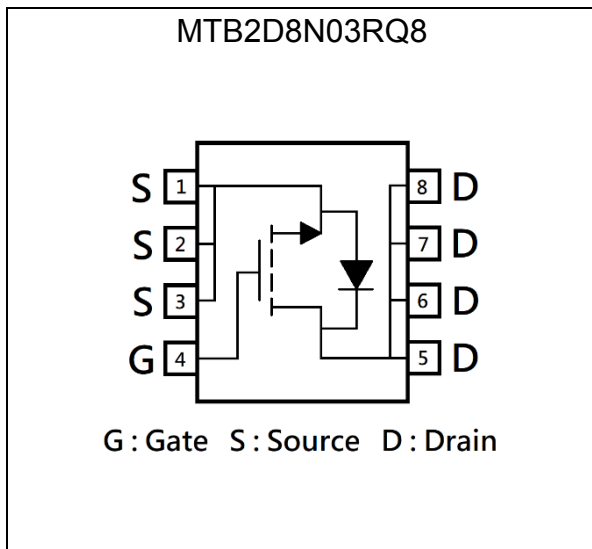 MTB2D8N03RQ8
S 1 8 D
S 2 7 D
S 3 6 D
G 4 5 D
G : Gate S : Source D : Drain